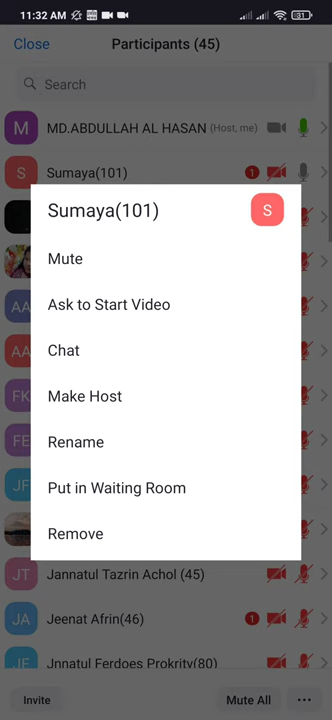 11:32 AM
31
Close
Participants (45)
Search
M
MD.ABDULLAH AL HASAN (Host, me)
S
Sumaya(101)
1
Sumaya(101)
S
Mute
Ask to Start Video
Chat
Make Host
Rename
Put in Waiting Room
Remove
AA
AA
FK
FE
JF
JT
Jannatul Tazrin Achol (45)
JA
Jeenat Afrin(46)
1
JF
Jnnatul Ferdoes Prokrity(80)
Invite
Mute All